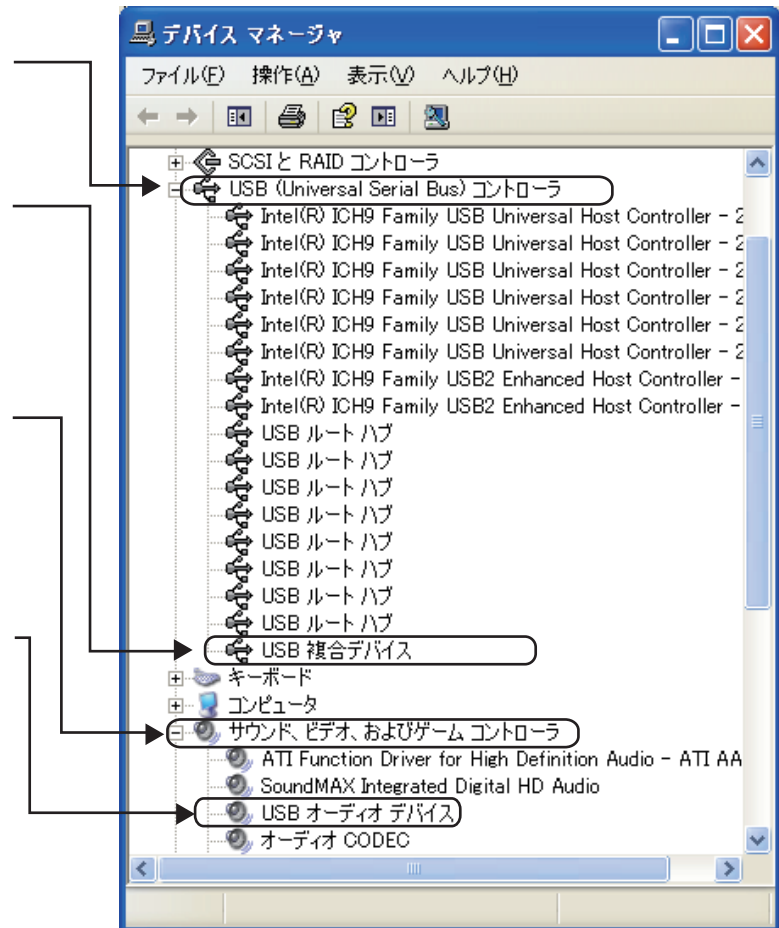 デバイス マネージャ
ファイル(F) 操作(A) 表示(V) ヘルプ(H)
SCSI と RAID コントローラ
USB (Universal Serial Bus) コントローラ
Intel(R) ICH9 Family USB Universal Host Controller - 2
Intel(R) ICH9 Family USB Universal Host Controller - 2
Intel(R) ICH9 Family USB Universal Host Controller - 2
Intel(R) ICH9 Family USB Universal Host Controller - 2
Intel(R) ICH9 Family USB Universal Host Controller - 2
Intel(R) ICH9 Family USB Universal Host Controller - 2
Intel(R) ICH9 Family USB2 Enhanced Host Controller -
Intel(R) ICH9 Family USB2 Enhanced Host Controller -
USB ルート ハブ
USB ルート ハブ
USB ルート ハブ
USB ルート ハブ
USB ルート ハブ
USB ルート ハブ
USB ルート ハブ
USB ルート ハブ
USB 複合デバイス
キーボード
コンピュータ
サウンド、ビデオ、およびゲーム コントローラ
ATI Function Driver for High Definition Audio - ATI AA
SoundMAX Integrated Digital HD Audio
USB オーディオ デバイス
オーディオ CODEC